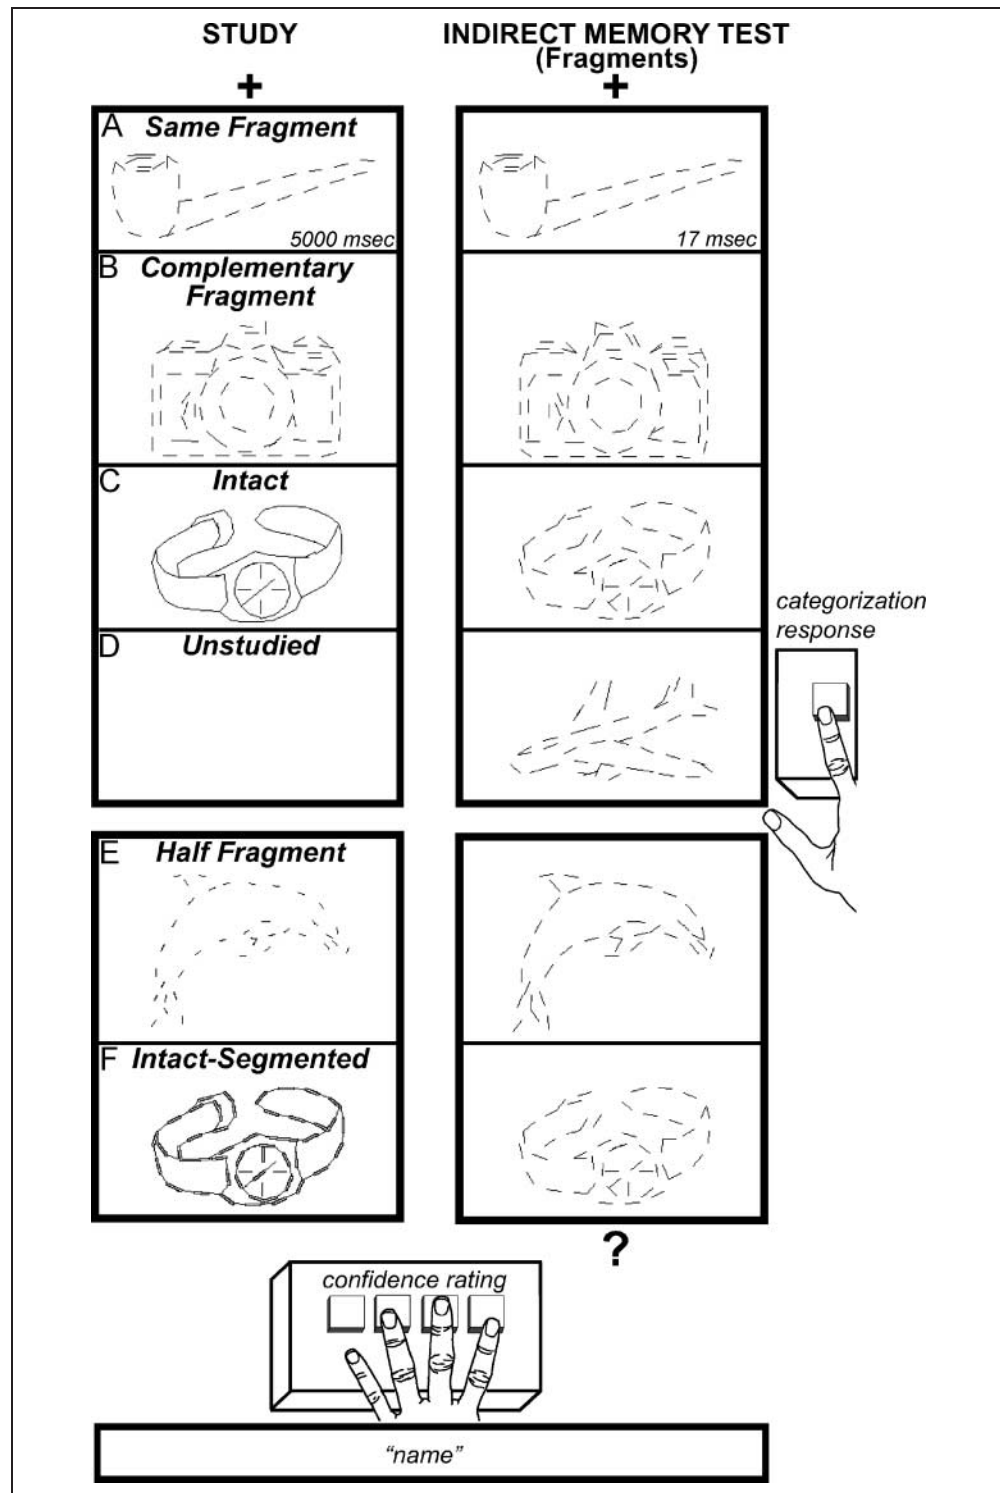 STUDY
INDIRECT MEMORY TEST
(Fragments)
+
+
A Same Fragment
5000 msec
17 msec
B Complementary
Fragment
C Intact
D Unstudied
categorization
response
E Half Fragment
F Intact-Segmented
?
confidence rating
“name”